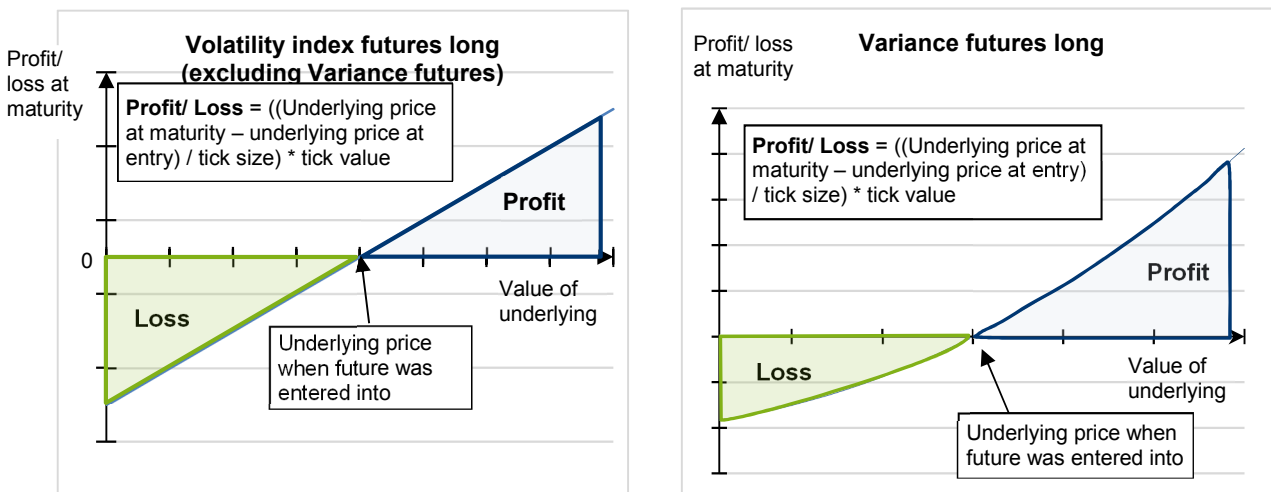 Profit/
loss at
maturity
Volatility index futures long
(excluding Variance futures)
Profit/ Loss = ((Underlying price
at maturity – underlying price at
entry) / tick size) * tick value
Profit
0
Value of
underlying
Loss
Underlying price
when future was
entered into
Profit/ loss
at maturity
Variance futures long
Profit/ Loss = ((Underlying price at
maturity – underlying price at entry)
/ tick size) * tick value
Profit
Loss
Value of
underlying
Underlying price when
future was entered into